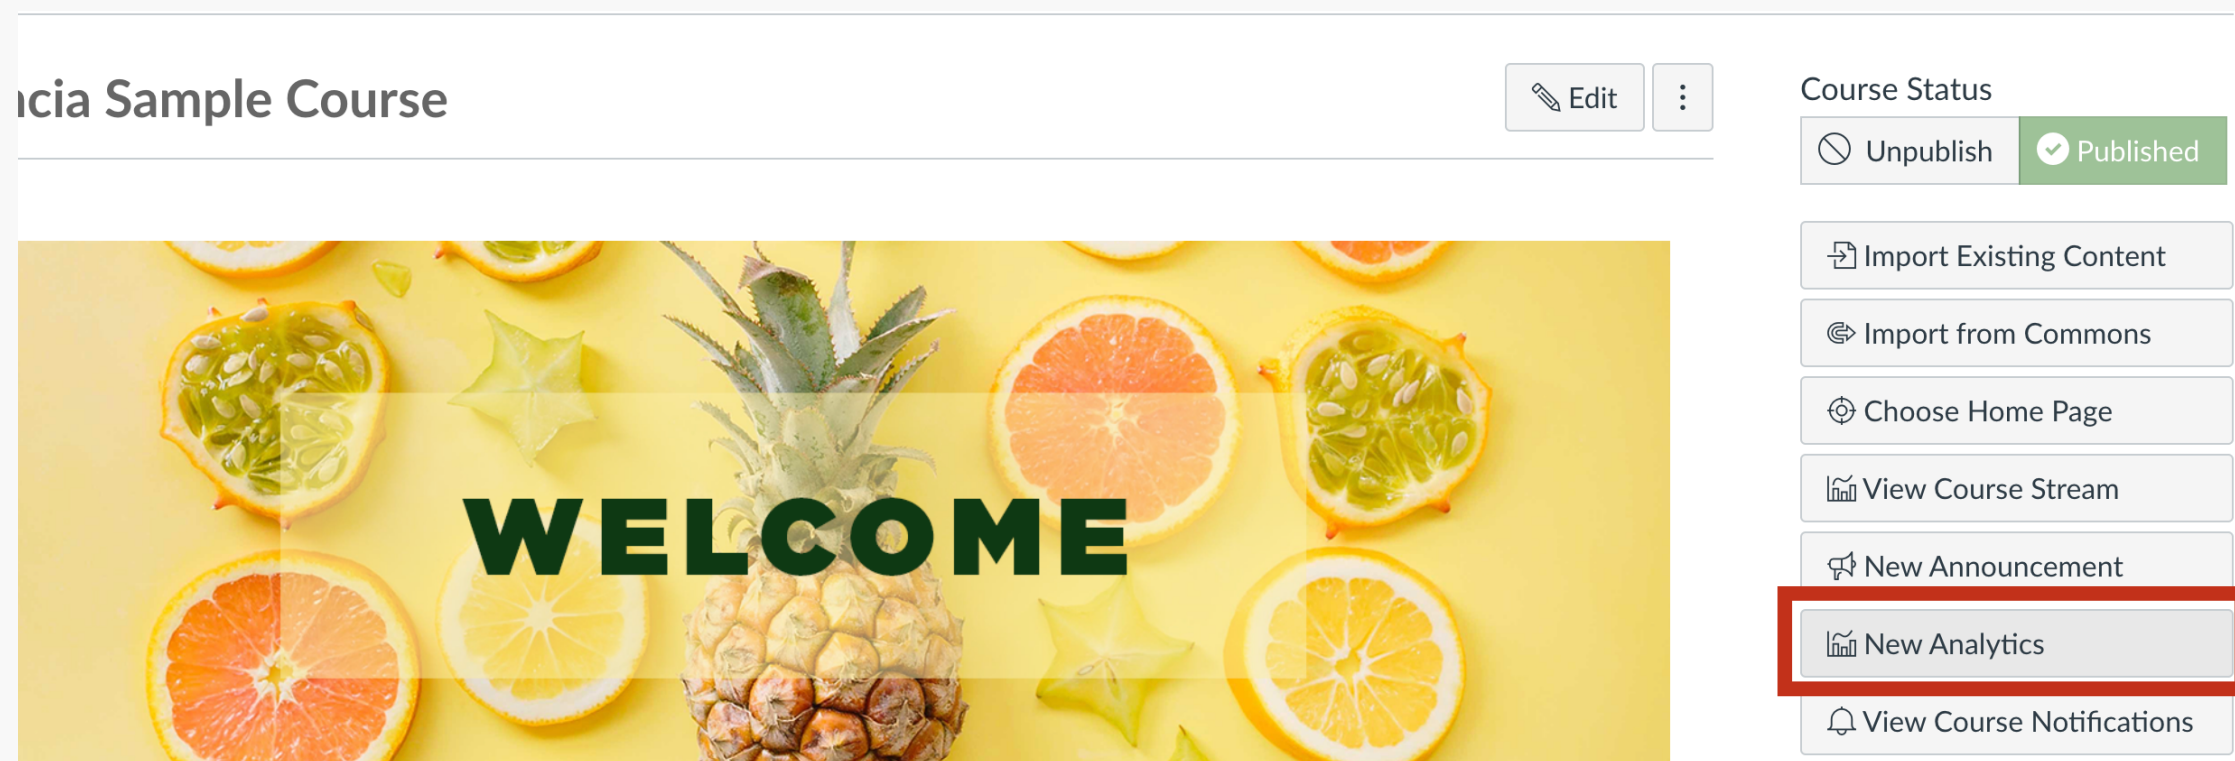 Sample Course
Edit
Course Status
Unpublish
Published
Import Existing Content
Import from Commons
Choose Home Page
View Course Stream
New Announcement
New Analytics
View Course Notifications
WELCOME